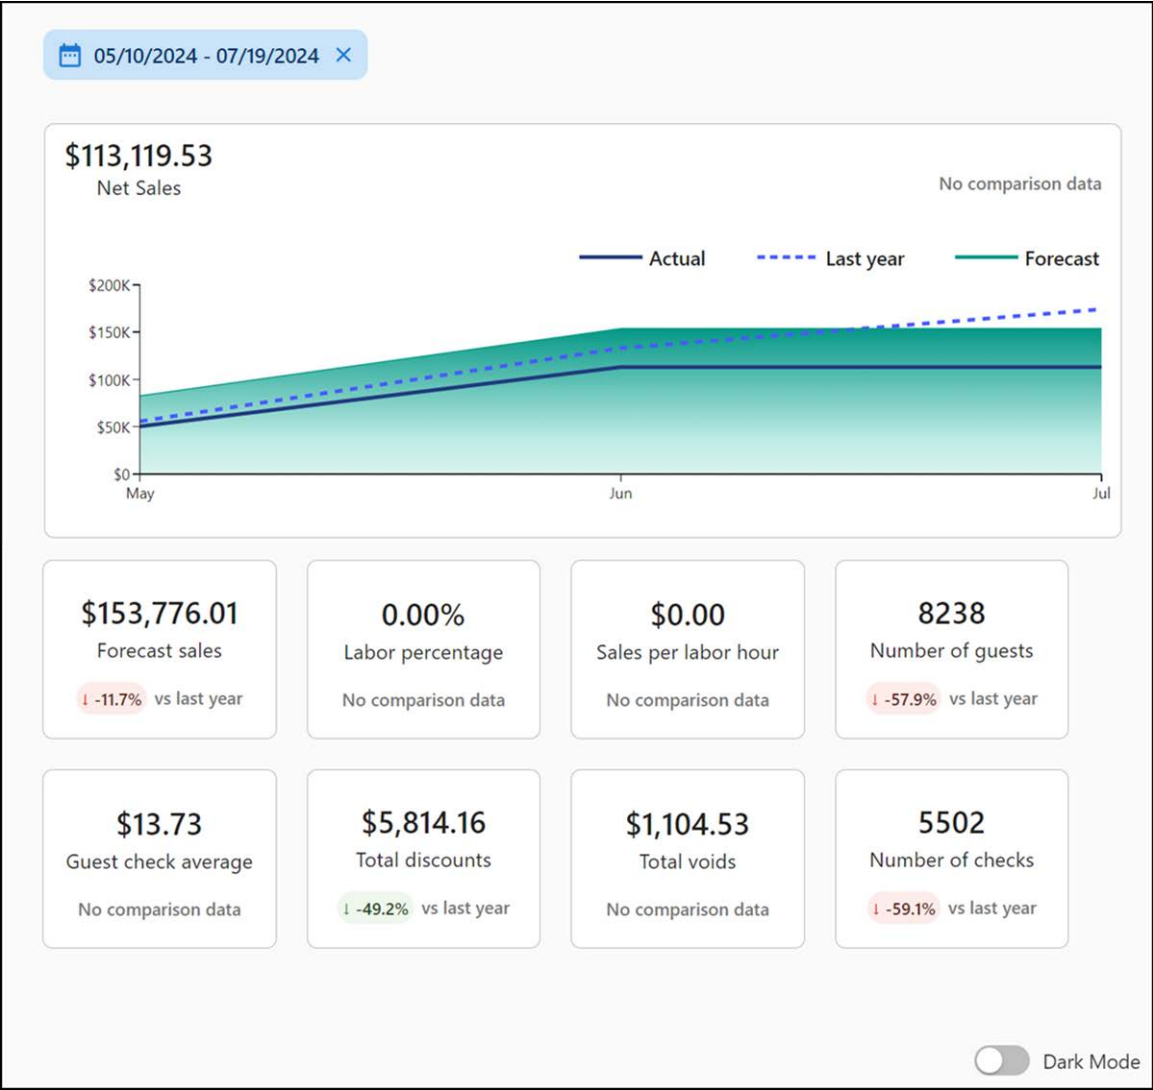 05/10/2024 - 07/19/2024
$113,119.53
Net Sales
No comparison data
Actual
Last year
Forecast
$200K
$150K
$100K
$50K
$0
May
Jun
Jul
$153,776.01
Forecast sales
↓ -11.7% vs last year
0.00%
Labor percentage
No comparison data
$0.00
Sales per labor hour
No comparison data
8238
Number of guests
↓ -57.9% vs last year
$13.73
Guest check average
No comparison data
$5,814.16
Total discounts
↓ -49.2% vs last year
$1,104.53
Total voids
No comparison data
5502
Number of checks
↓ -59.1% vs last year
Dark Mode